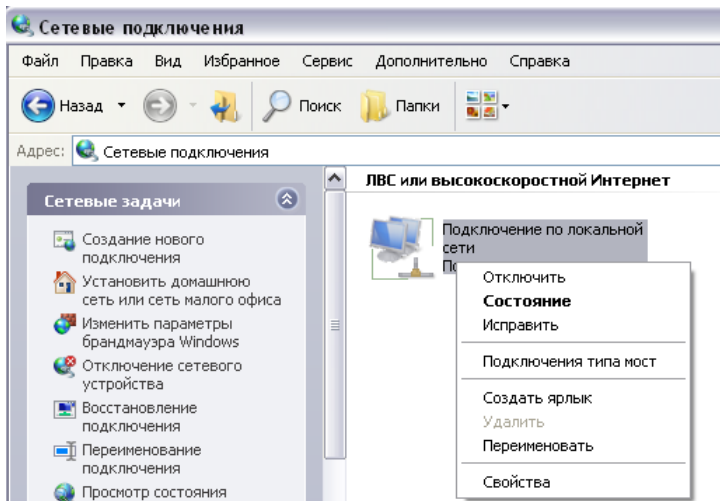 Сетевые подключения
Файл Правка Вид Избранное Сервис Дополнительно Справка
Назад Поиск Папки
Адрес: Сетевые подключения
Сетевые задачи
Создание нового
подключения
Установить домашнюю
сеть или сеть малого офиса
Изменить параметры
брандмауэра Windows
Отключение сетевого
устройства
Восстановление
подключения
Переименование
подключения
Просмотр состояния
ЛВС или высокоскоростной Интернет
Подключение по локальной
сети
Отключить
Состояние
Исправить
Подключения типа мост
Создать ярлык
Удалить
Переименовать
Свойства